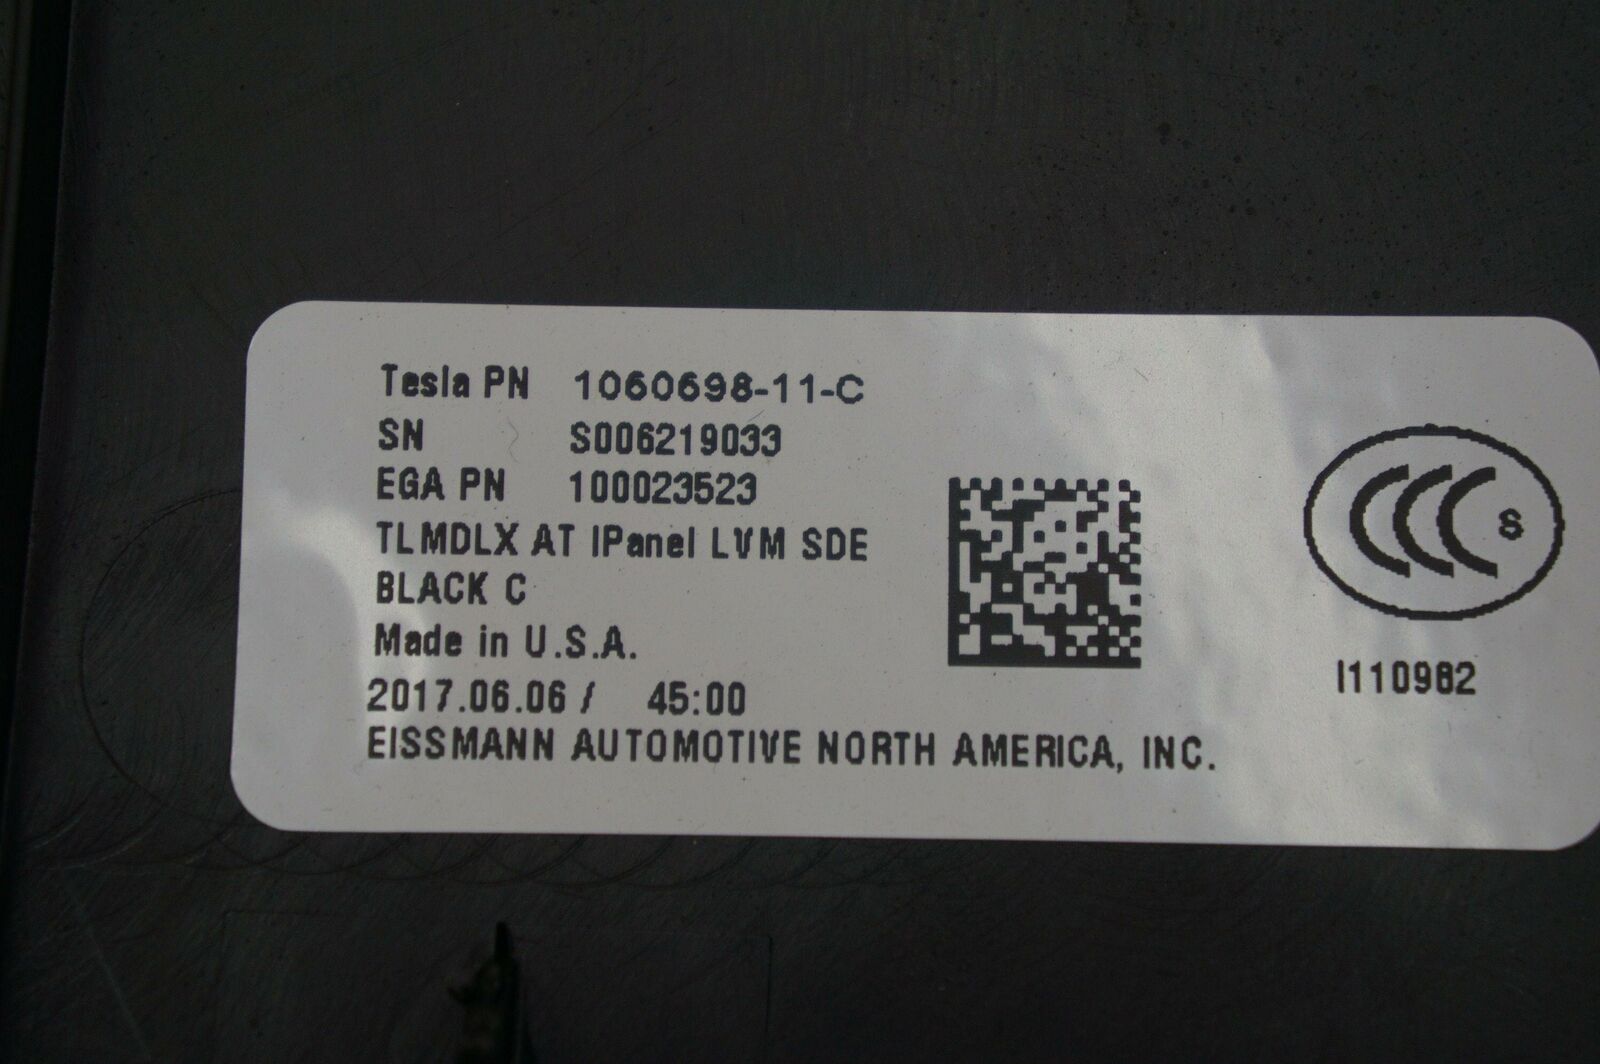 Tesla PN 1060698-11-C
SN S006219033
EGA PN 100023523
TLMDLX AT IPanel LVM SDE
BLACK C
Made in U.S.A.
2017.06.06 / 45:00
EISSMANN AUTOMOTIVE NORTH AMERICA, INC.
CCC S
I110982